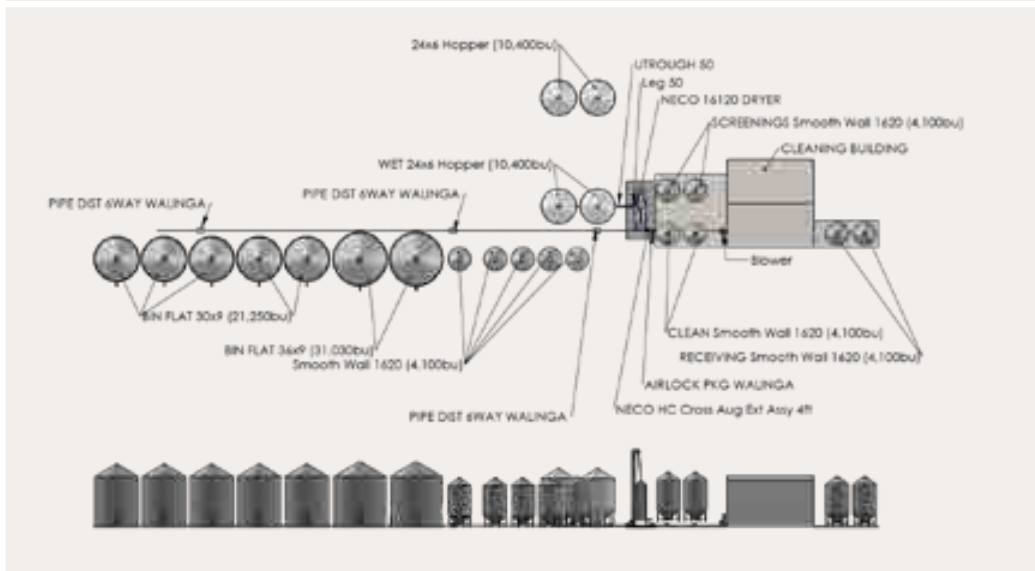 24x6 Hopper (10,400bu)
UTROUGH 50
Leg 50
NECO 16120 DRYER
SCREENINGS Smooth Wall 1620 (4,100bu)
CLEANING BUILDING
WET 24x6 Hopper (10,400bu)
PIPE DIST 6WAY WALINGA
PIPE DIST 6WAY WALINGA
Blower
BIN FLAT 30x9 (21,250bu)
CLEAN Smooth Wall 1620 (4,100bu)
BIN FLAT 36x9 (31,030bu)
RECEIVING Smooth Wall 1620 (4,100bu)
Smooth Wall 1620 (4,100bu)
AIRLOCK PKG WALINGA
PIPE DIST 6WAY WALINGA
NECO HC Cross Aug Ext Assy 4ft